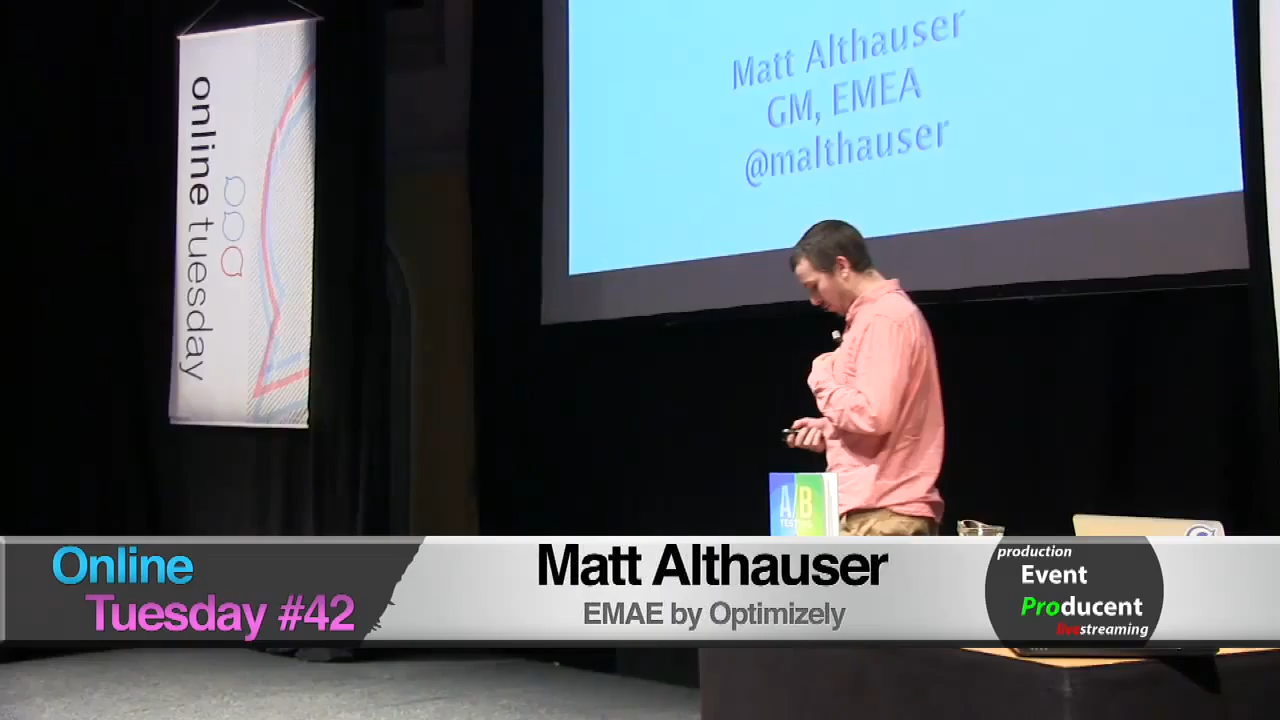 online tuesday
Matt Althauser
GM, EMEA
@malthauser
A/B
TESTING
Online
Tuesday #42
Matt Althauser
EMAE by Optimizely
production
Event
Producent
livestreaming